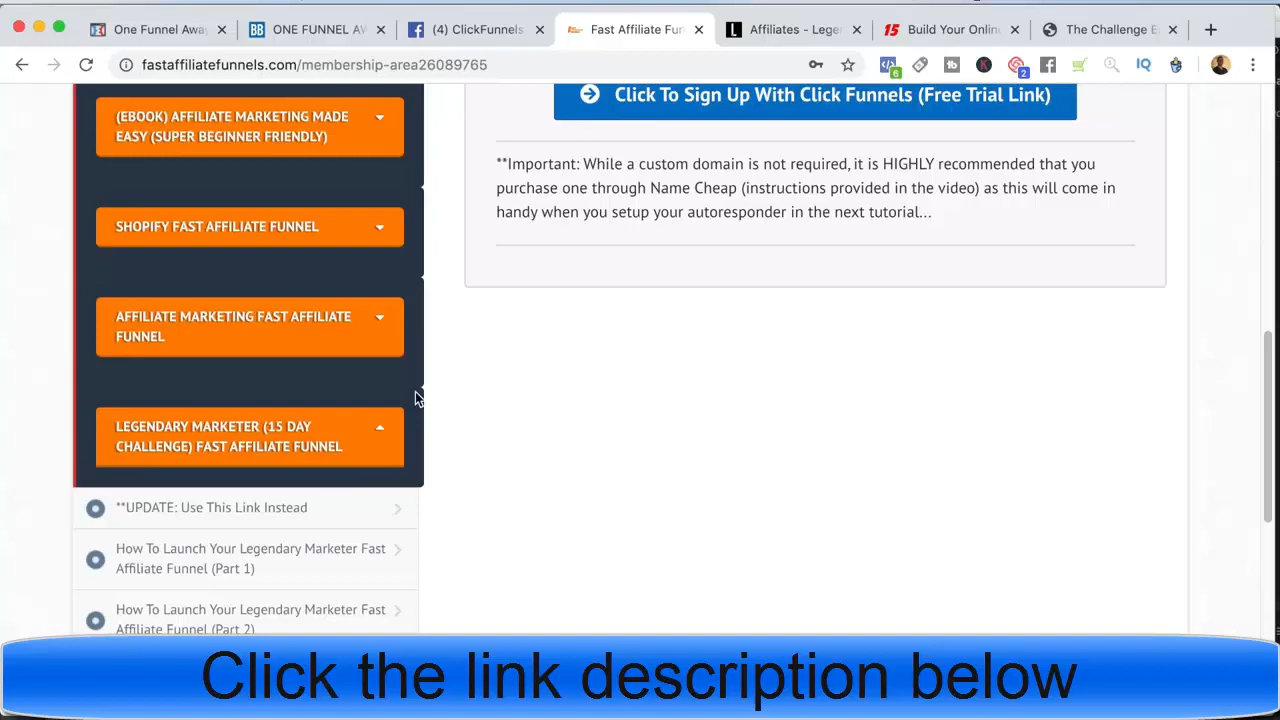 One Funnel Away
ONE FUNNEL AW
(4) ClickFunnels
Fast Affiliate Fun
Affiliates - Lege
15 Build Your Onlin
The Challenge E
fastaffiliatefunnels.com/membership-area26089765
6
2
IQ
(EBOOK) AFFILIATE MARKETING MADE
EASY (SUPER BEGINNER FRIENDLY)
SHOPIFY FAST AFFILIATE FUNNEL
AFFILIATE MARKETING FAST AFFILIATE
FUNNEL
LEGENDARY MARKETER (15 DAY
CHALLENGE) FAST AFFILIATE FUNNEL
**UPDATE: Use This Link Instead
How To Launch Your Legendary Marketer Fast
Affiliate Funnel (Part 1)
How To Launch Your Legendary Marketer Fast
Affiliate Funnel (Part 2)
Click To Sign Up With Click Funnels (Free Trial Link)
**Important: While a custom domain is not required, it is HIGHLY recommended that you
purchase one through Name Cheap (instructions provided in the video) as this will come in
handy when you setup your autoresponder in the next tutorial...
Click the link description below